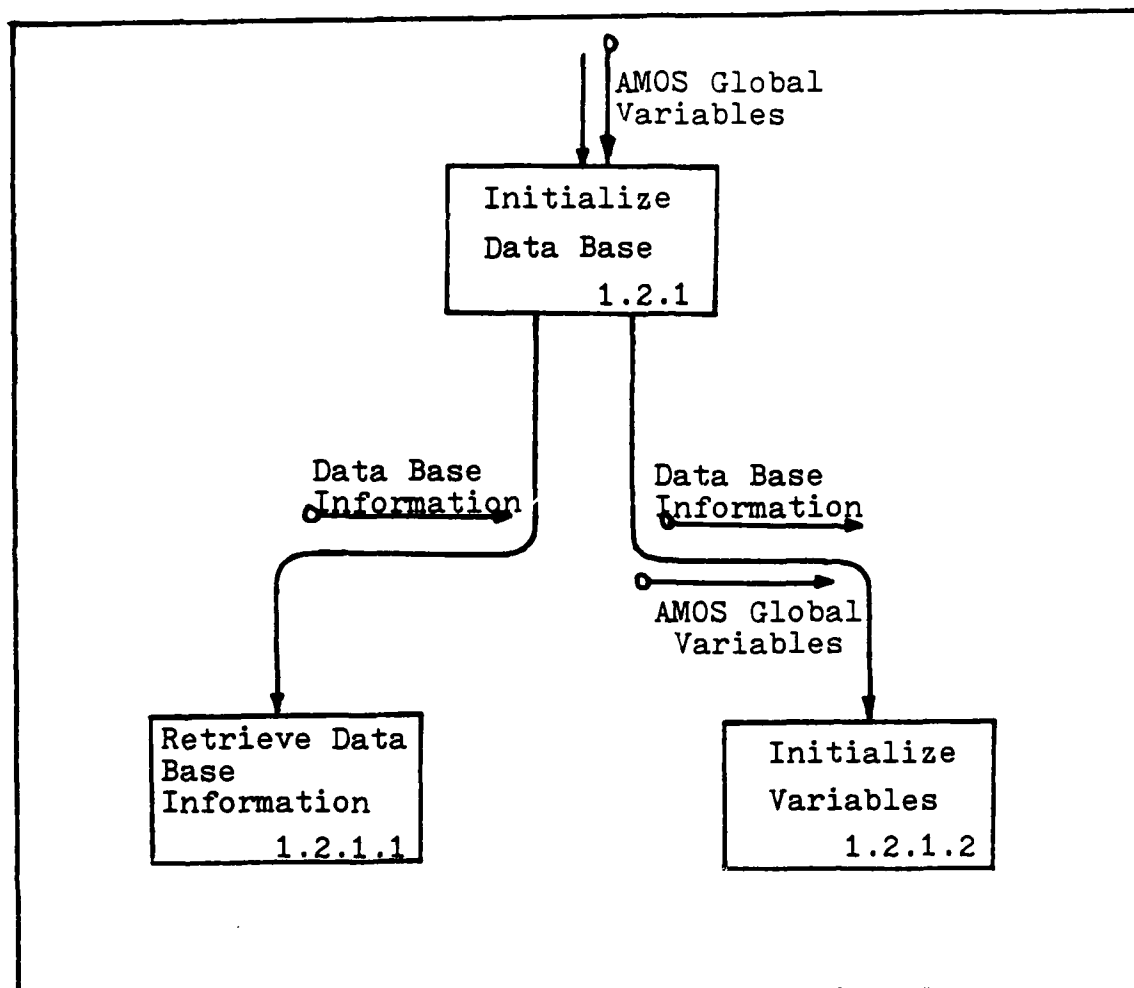 AMOS Global
Variables
Initialize
Data Base
1.2.1
Data Base
Information
Data Base
Information
AMOS Global
Variables
Retrieve Data
Base
Information
1.2.1.1
Initialize
Variables
1.2.1.2